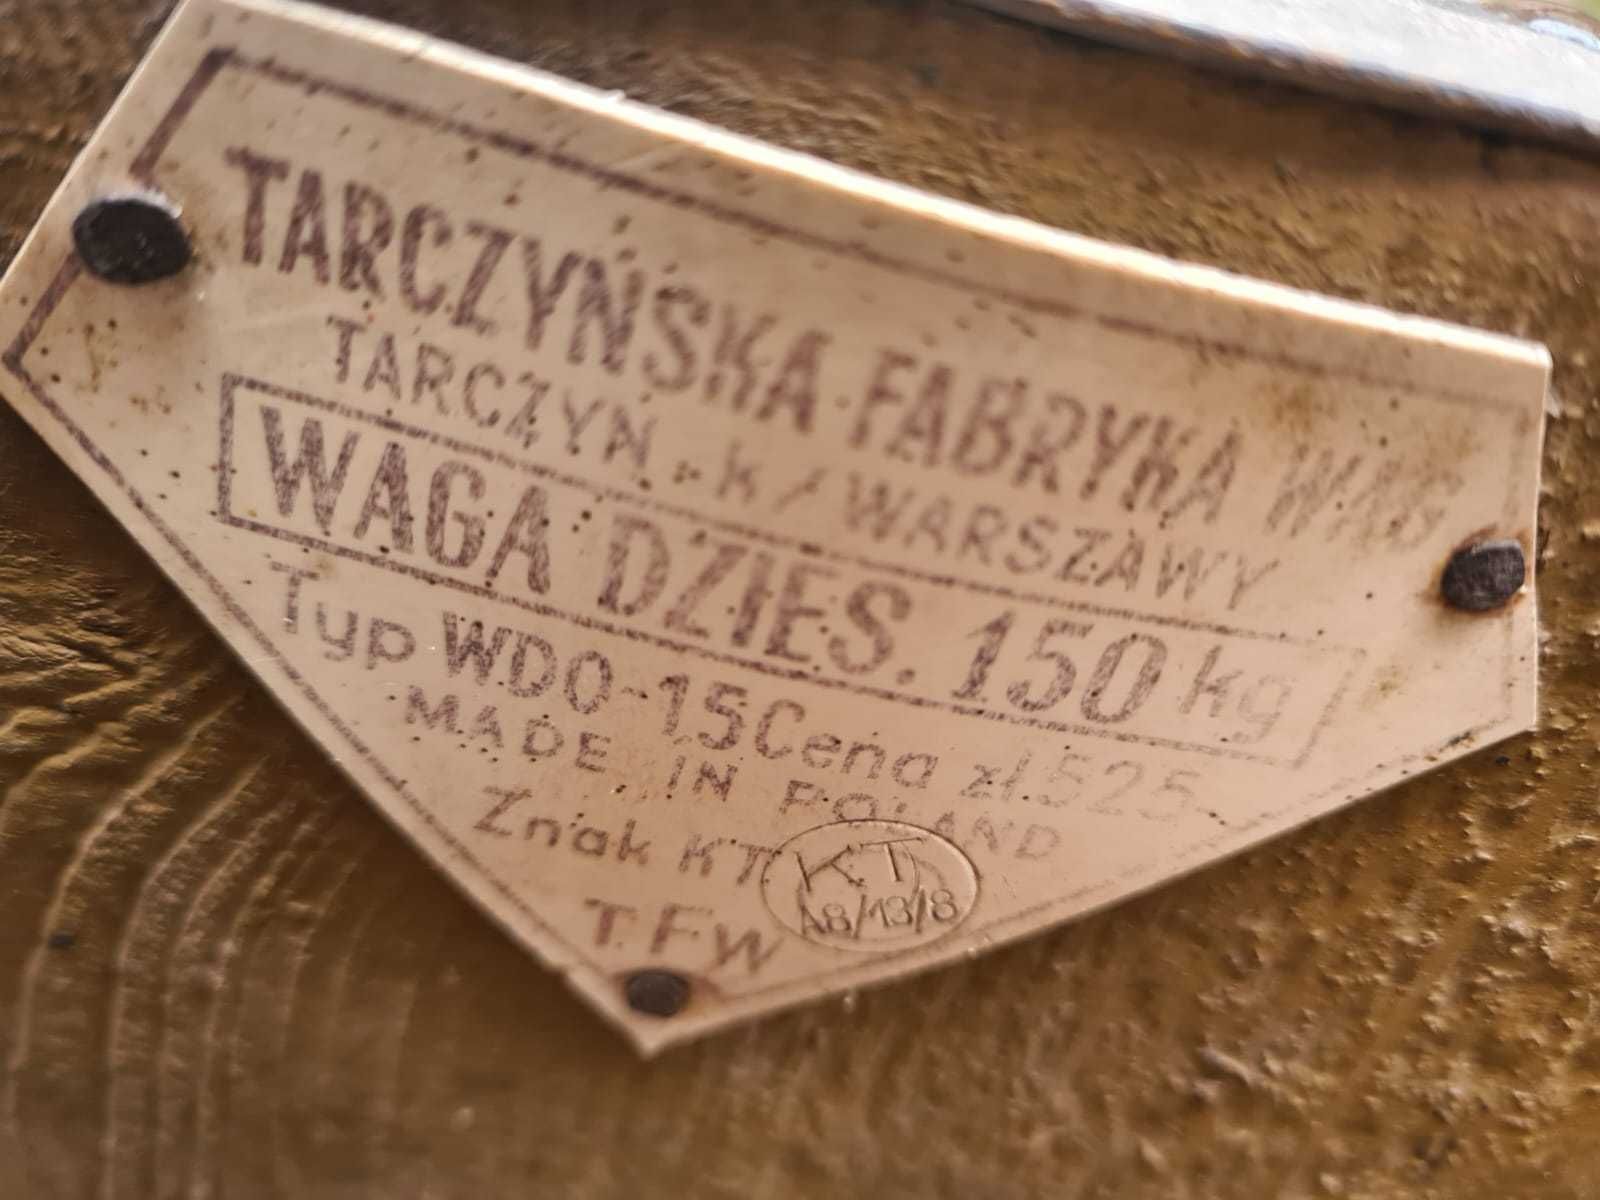 TARCZYŃSKA FABRYKA WAG
TARCZYN . k/WARSZAWY
WAGA DZIES. 150 kg
Typ WDO-15 Cena zł.525
MADE IN POLAND
Znak KT
KT
A8/13/8
T.F.W